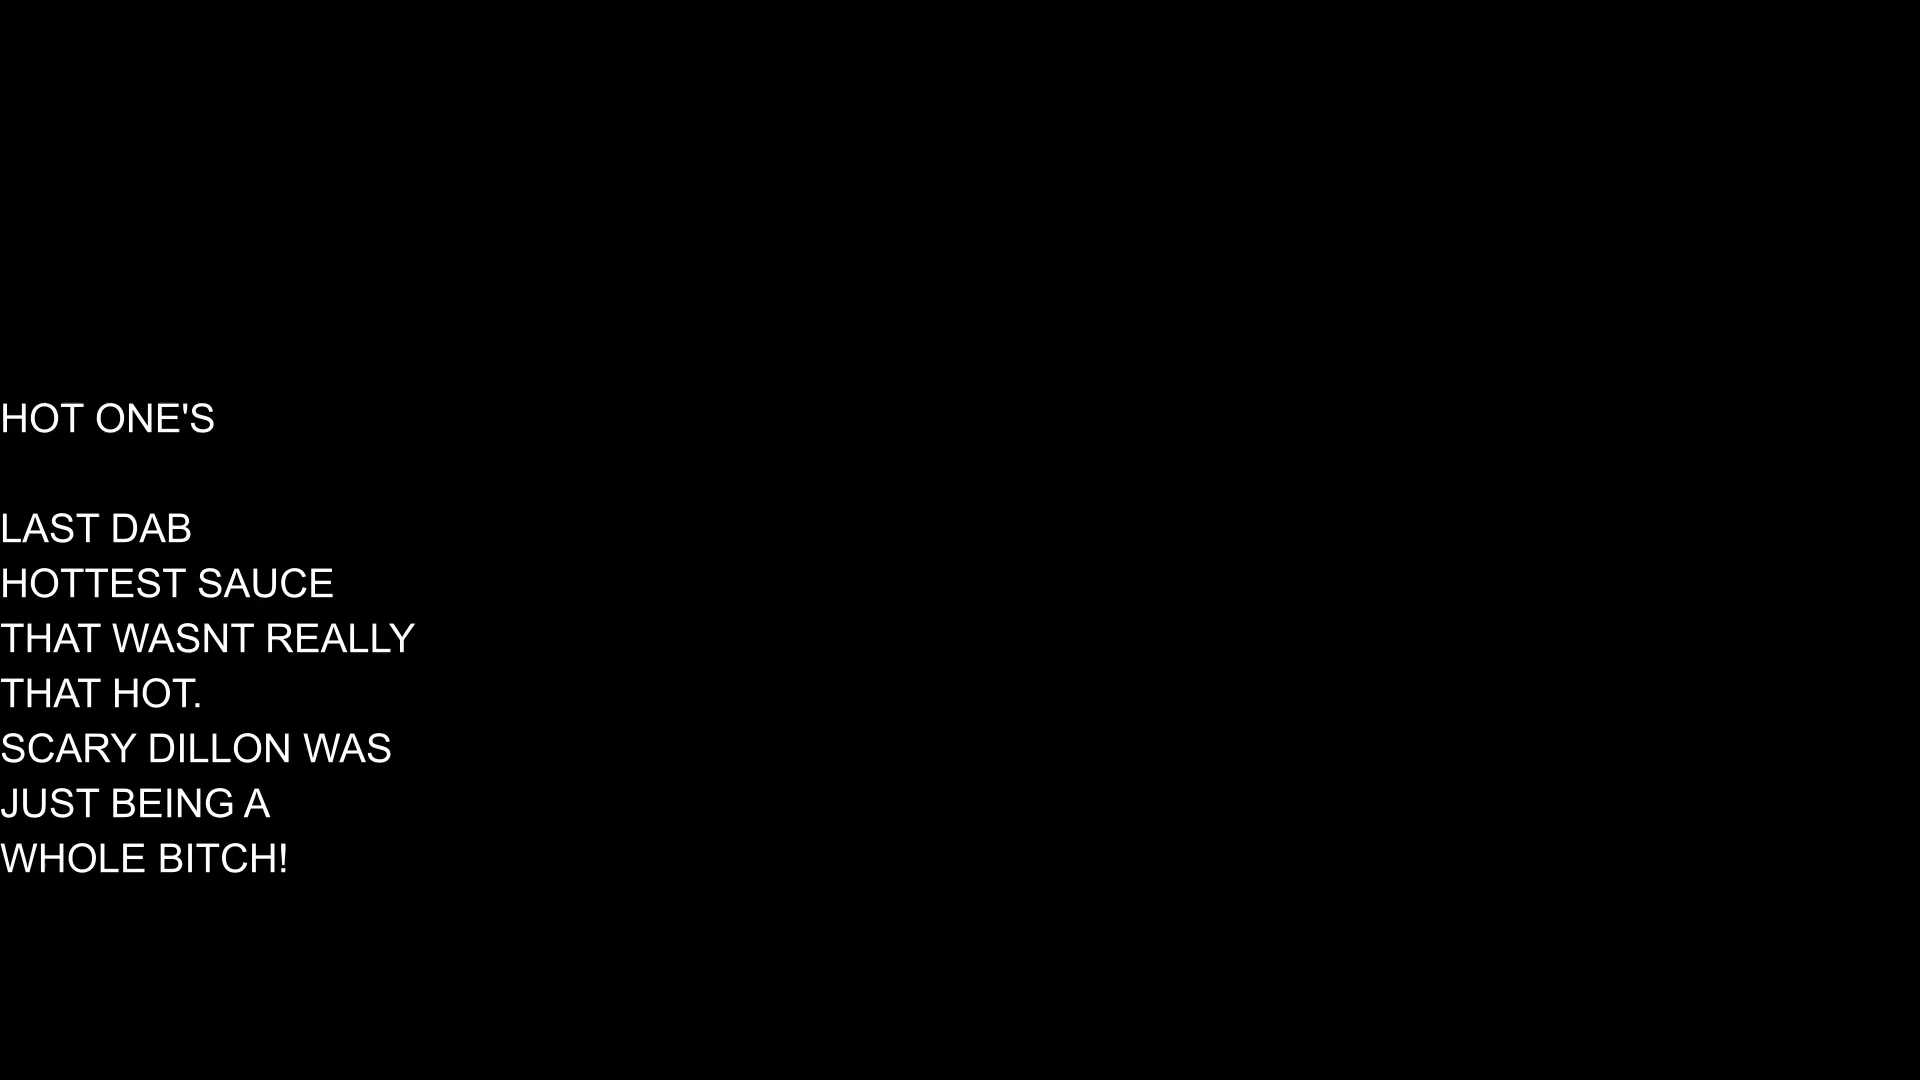 HOT ONE'S
LAST DAB
HOTTEST SAUCE
THAT WASNT REALLY
THAT HOT.
SCARY DILLON WAS
JUST BEING A
WHOLE BITCH!